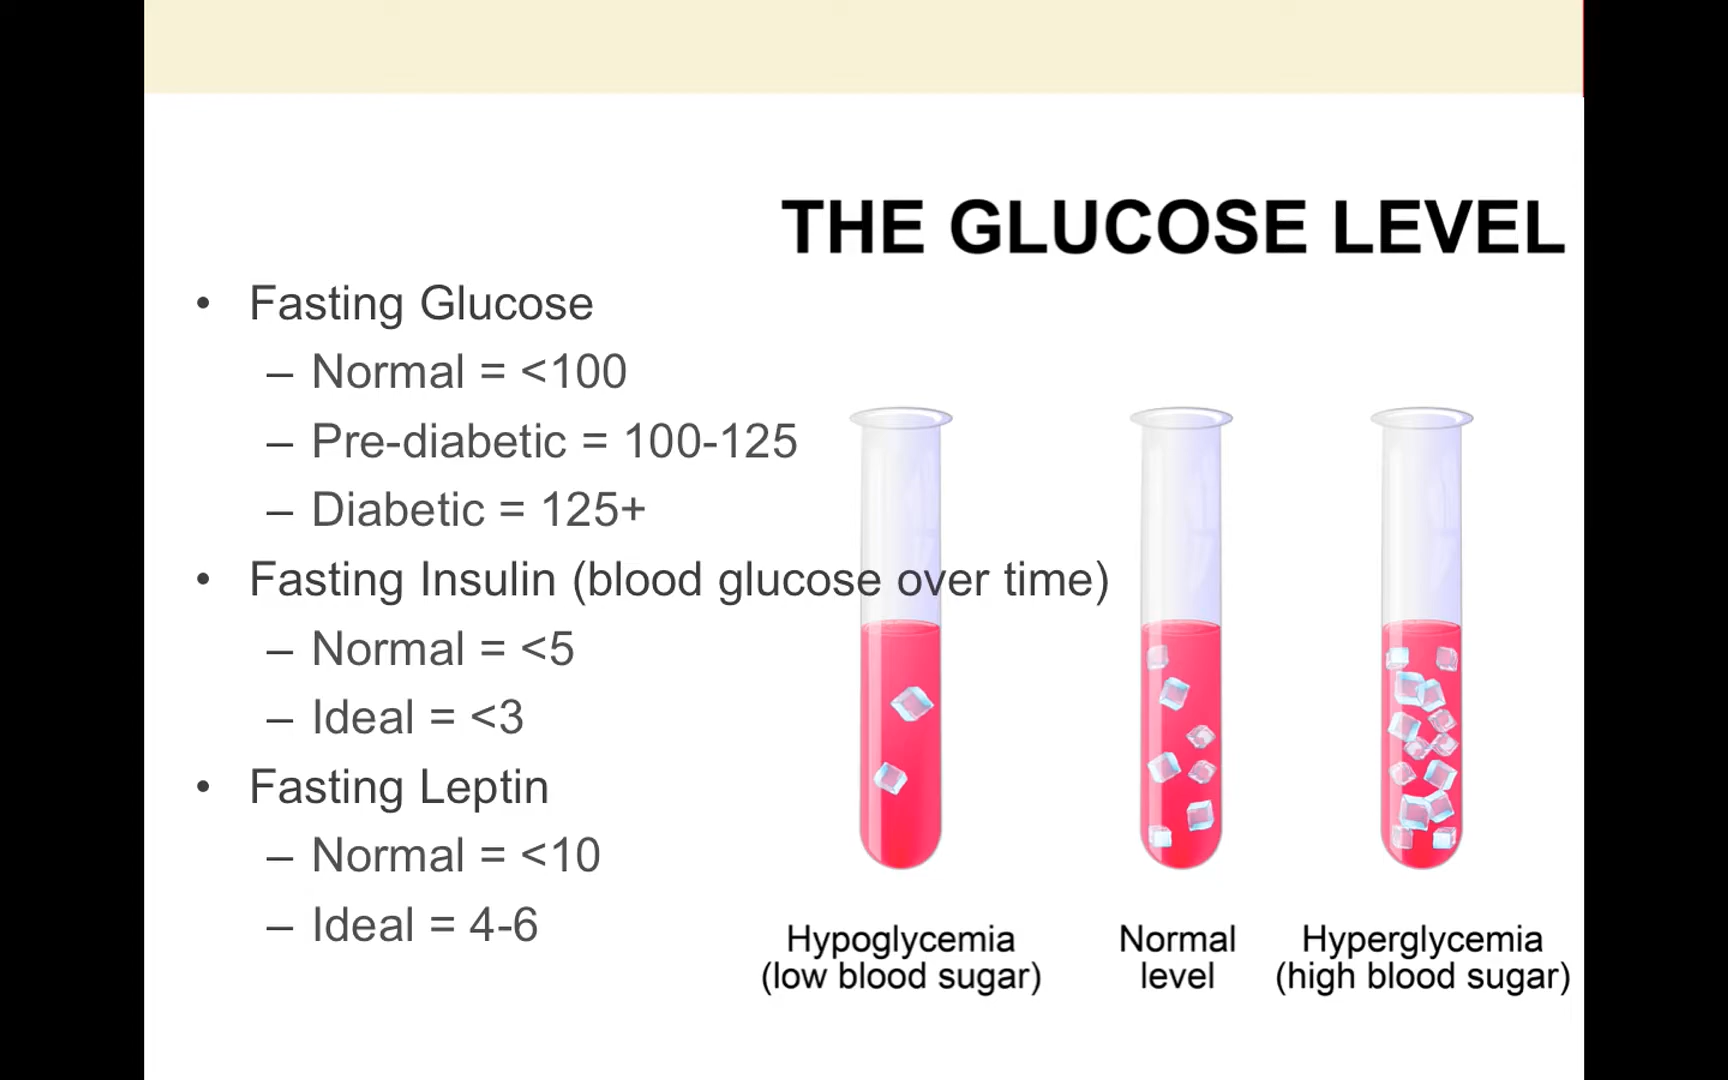 THE GLUCOSE LEVEL
• Fasting Glucose
– Normal = <100
– Pre-diabetic = 100-125
– Diabetic = 125+
• Fasting Insulin (blood glucose over time)
– Normal = <5
– Ideal = <3
• Fasting Leptin
– Normal = <10
– Ideal = 4-6
Hypoglycemia
(low blood sugar)
Normal
level
Hyperglycemia
(high blood sugar)